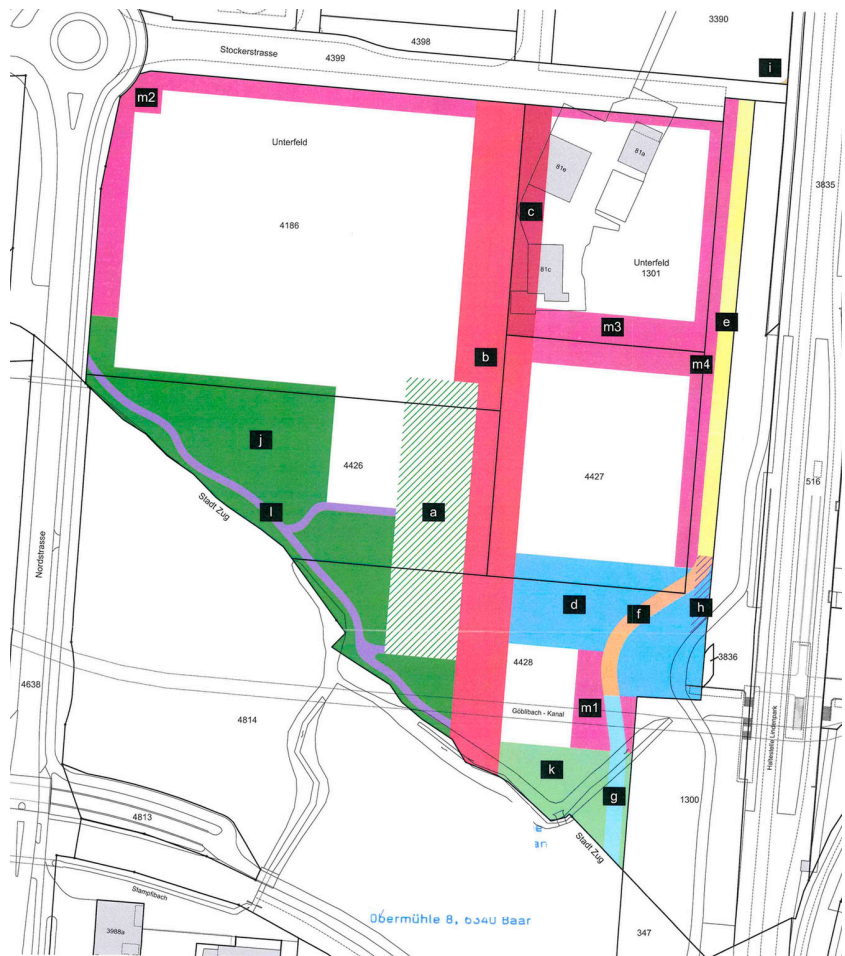 3390
4398
Stockerstrasse
4399
i
m2
Unterfeld
81a
81e
3835
c
4186
81c
Unterfeld
1301
m3
e
b
m4
j
4426
4427
516
l
a
Stadt Zug
Nordstrasse
d
f
h
3836
4428
4638
4814
m1
Göblibach - Kanal
Haltestelle Lindenpark
k
g
1300
4813
Stadt Zug
Stampfibach
Obermühle 8, 6340 Baar
3988a
347